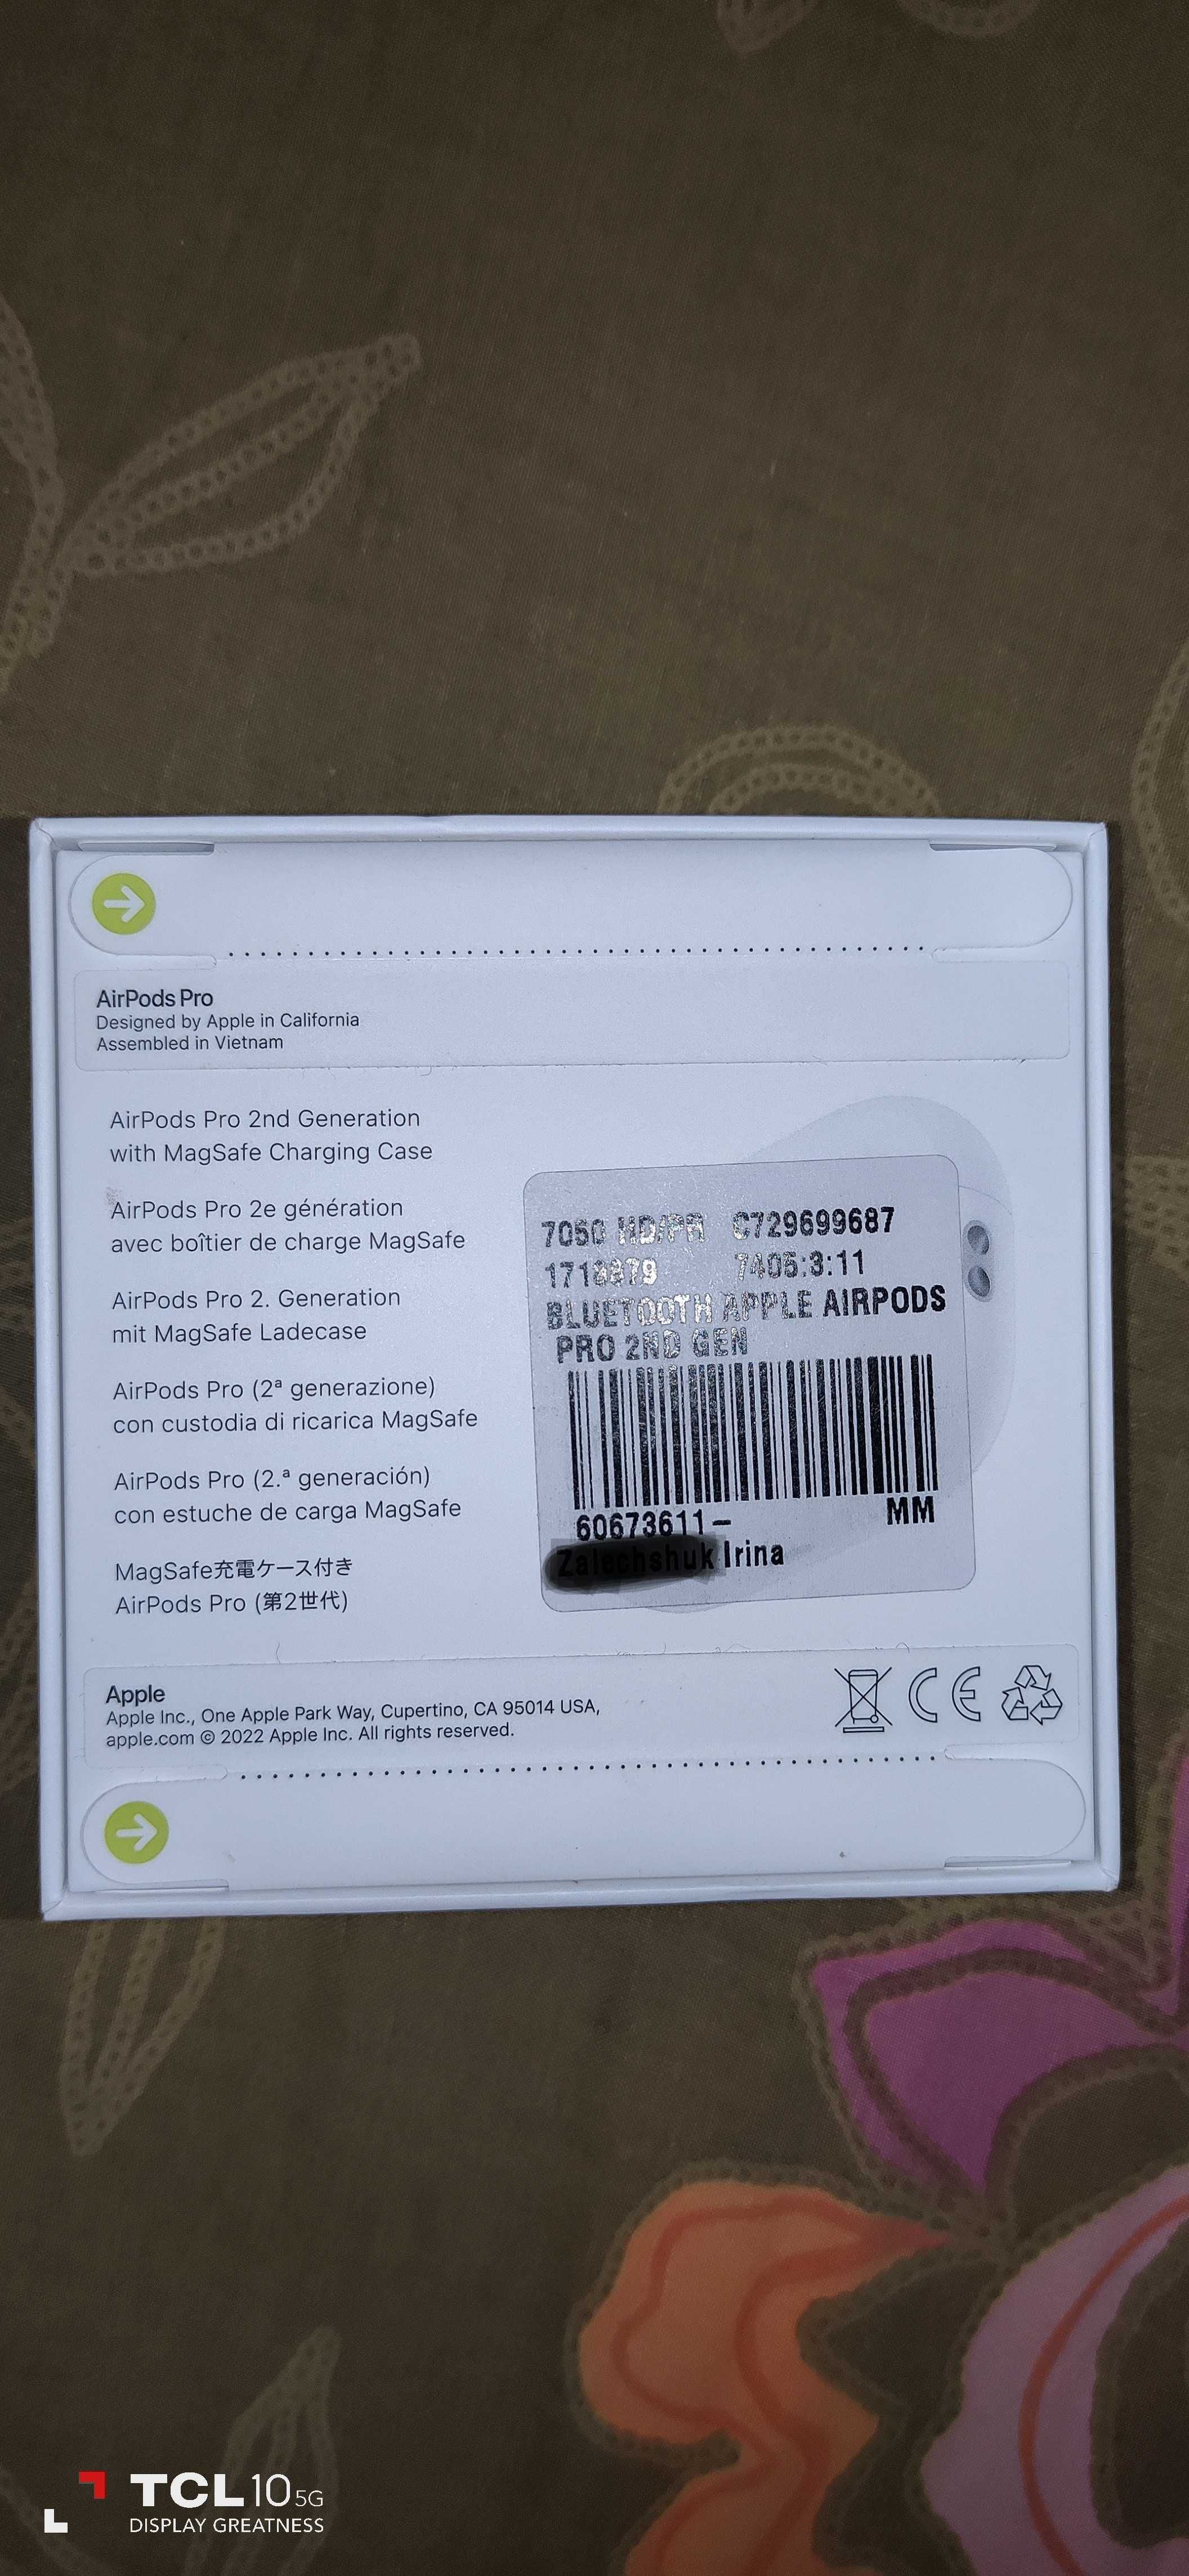 AirPods Pro
Designed by Apple in California
Assembled in Vietnam
AirPods Pro 2nd Generation
with MagSafe Charging Case
AirPods Pro 2e génération
avec boîtier de charge MagSafe
AirPods Pro 2. Generation
mit MagSafe Ladecase
AirPods Pro (2ª generazione)
con custodia di ricarica MagSafe
AirPods Pro (2.ª generación)
con estuche de carga MagSafe
MagSafe充電ケース付き
AirPods Pro (第2世代)
7050 HD/PR C729699687
7405:3:11
BLUETOOTH APPLE AIRPODS
PRO 2ND GEN
60673611– MM
Irina
Apple
Apple Inc., One Apple Park Way, Cupertino, CA 95014 USA,
apple.com © 2022 Apple Inc. All rights reserved.
CE
TCL 10 5G
DISPLAY GREATNESS